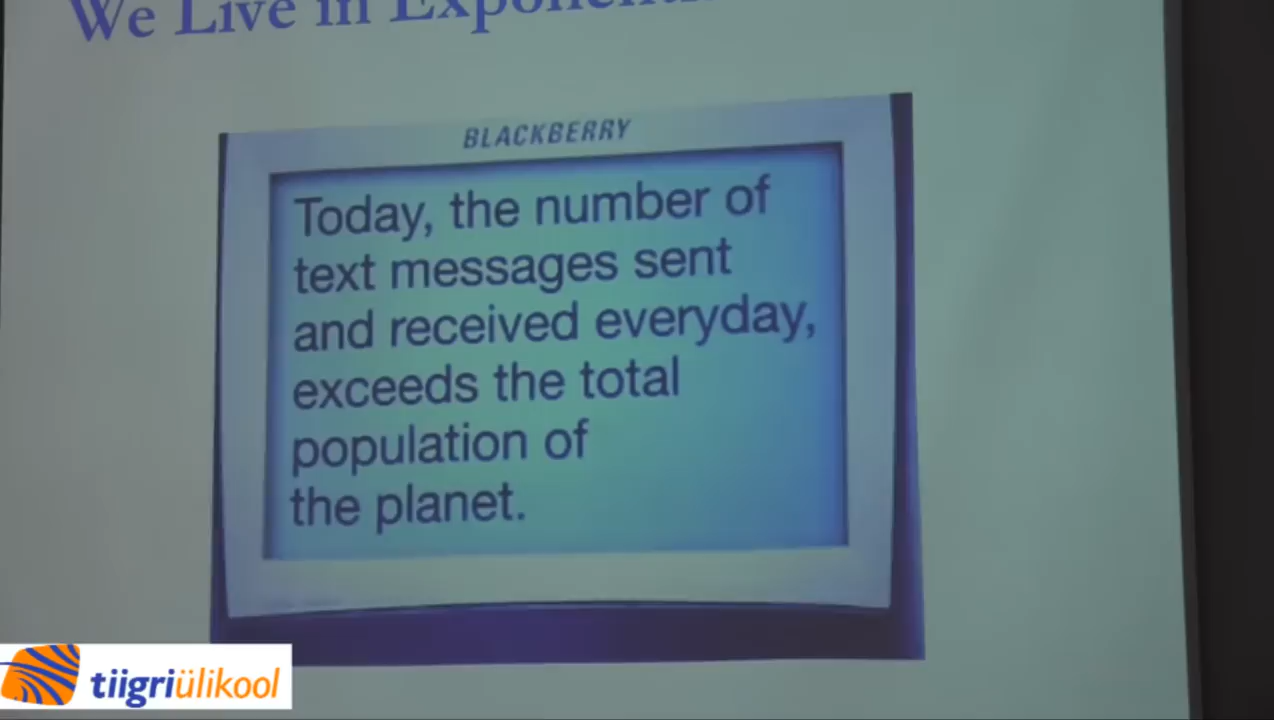 We Live in
BLACKBERRY
Today, the number of
text messages sent
and received everyday,
exceeds the total
population of
the planet.
tiigriülikool